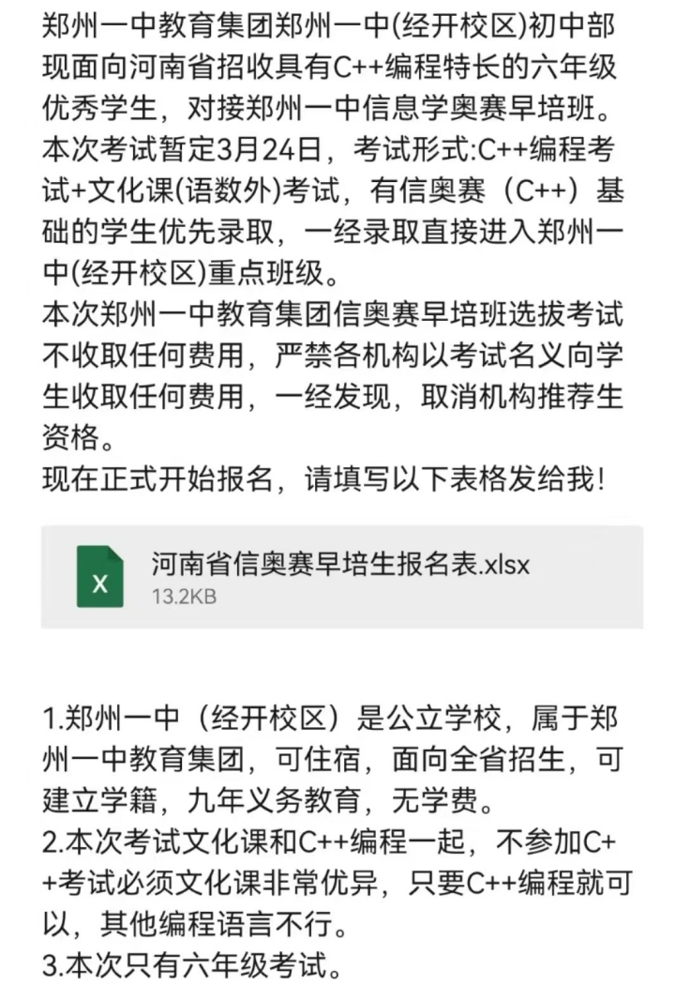 郑州一中教育集团郑州一中(经开校区)初中部
现面向河南省招收具有C++编程特长的六年级
优秀学生，对接郑州一中信息学奥赛早培班。
本次考试暂定3月24日，考试形式:C++编程考
试+文化课(语数外)考试，有信奥赛（C++）基
础的学生优先录取，一经录取直接进入郑州一
中(经开校区)重点班级。
本次郑州一中教育集团信奥赛早培班选拔考试
不收取任何费用，严禁各机构以考试名义向学
生收取任何费用，一经发现，取消机构推荐生
资格。
现在正式开始报名，请填写以下表格发给我!
X
河南省信奥赛早培生报名表.xlsx
13.2KB
1.郑州一中（经开校区）是公立学校，属于郑
州一中教育集团，可住宿，面向全省招生，可
建立学籍，九年义务教育，无学费。
2.本次考试文化课和C++编程一起，不参加C+
+考试必须文化课非常优异，只要C++编程就可
以，其他编程语言不行。
3.本次只有六年级考试。